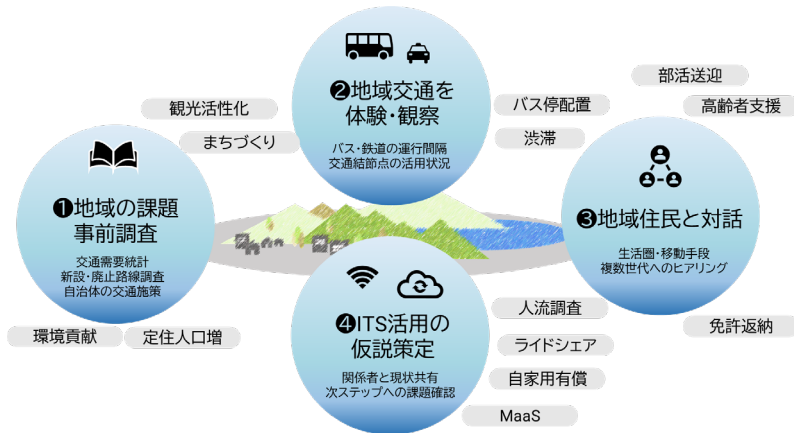 観光活性化
まちづくり
❶地域の課題
事前調査
交通需要統計
新設・廃止路線調査
自治体の交通施策
環境貢献
定住人口増
❷地域交通を
体験・観察
バス・鉄道の運行間隔
交通結節点の活用状況
バス停配置
渋滞
部活送迎
高齢者支援
❸地域住民と対話
生活圏・移動手段
複数世代へのヒアリング
免許返納
❹ITS活用の
仮説策定
関係者と現状共有
次ステップへの課題確認
人流調査
ライドシェア
自家用有償
MaaS